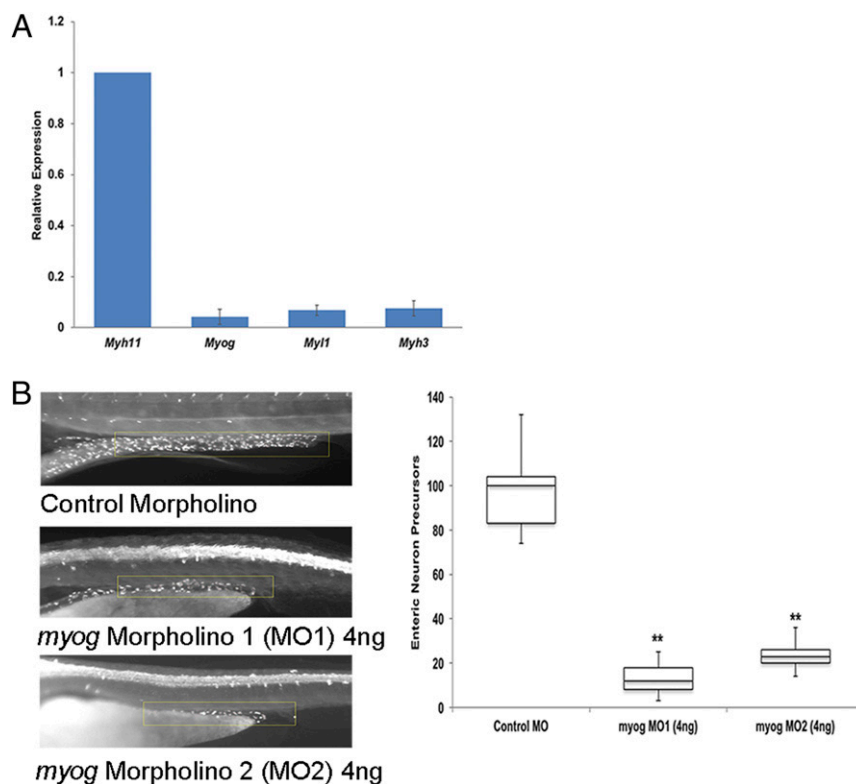 A
1.2
1
0.8
0.6
0.4
0.2
0
Realative Expression
Myh11 Myog Myl1 Myh3
B
Control Morpholino
myog Morpholino 1 (MO1) 4ng
myog Morpholino 2 (MO2) 4ng
140
120
100
80
60
40
20
0
Enteric Neuron Precursors
** **
Control MO myog MO1 (4ng) myog MO2 (4ng)